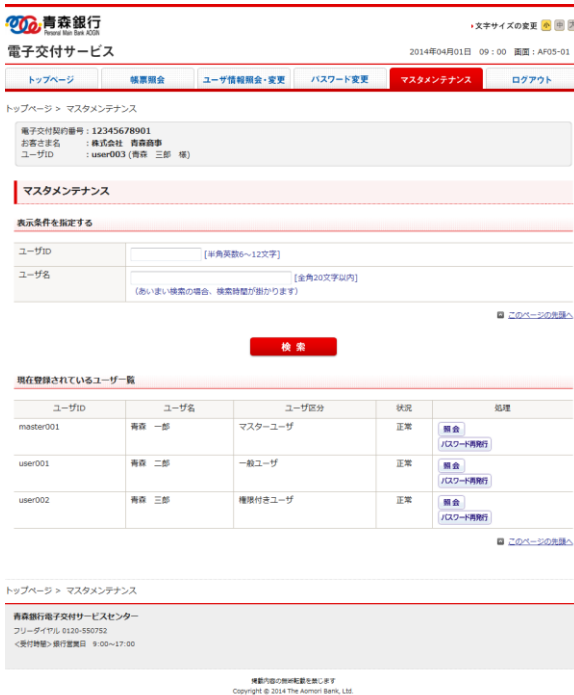 青森銀行
Personal Main Bank AOGIN
文字サイズの変更 小 中
電子交付サービス
2014年04月01日 09：00 画面：AF05-01
トップページ 帳票照会 ユーザ情報照会・変更 パスワード変更 マスタメンテナンス ログアウト
トップページ > マスタメンテナンス
電子交付契約番号：12345678901
お客さま名 ：株式会社 青森商事
ユーザID ：user003 (青森 三郎 様)
マスタメンテナンス
表示条件を指定する
ユーザID [半角英数6～12文字]
ユーザ名 [全角20文字以内]
（あいまい検索の場合、検索時間が掛かります）
このページの先頭へ
検 索
現在登録されているユーザ一覧
ユーザID ユーザ名 ユーザ区分 状況 処理
master001 青森 一郎 マスターユーザ 正常 照会
パスワード再発行
user001 青森 二郎 一般ユーザ 正常 照会
パスワード再発行
user002 青森 三郎 権限付きユーザ 正常 照会
パスワード再発行
このページの先頭へ
トップページ > マスタメンテナンス
青森銀行電子交付サービスセンター
フリーダイヤル 0120-550752
＜受付時間＞銀行営業日 9:00～17:00
掲載内容の無断転載を禁じます
Copyright © 2014 The Aomori Bank, Ltd.